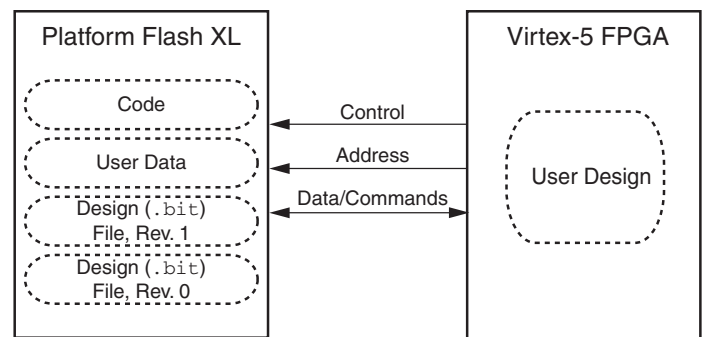 Platform Flash XL
Code
User Data
Design (.bit)
File, Rev. 1
Design (.bit)
File, Rev. 0
Control
Address
Data/Commands
Virtex-5 FPGA
User Design